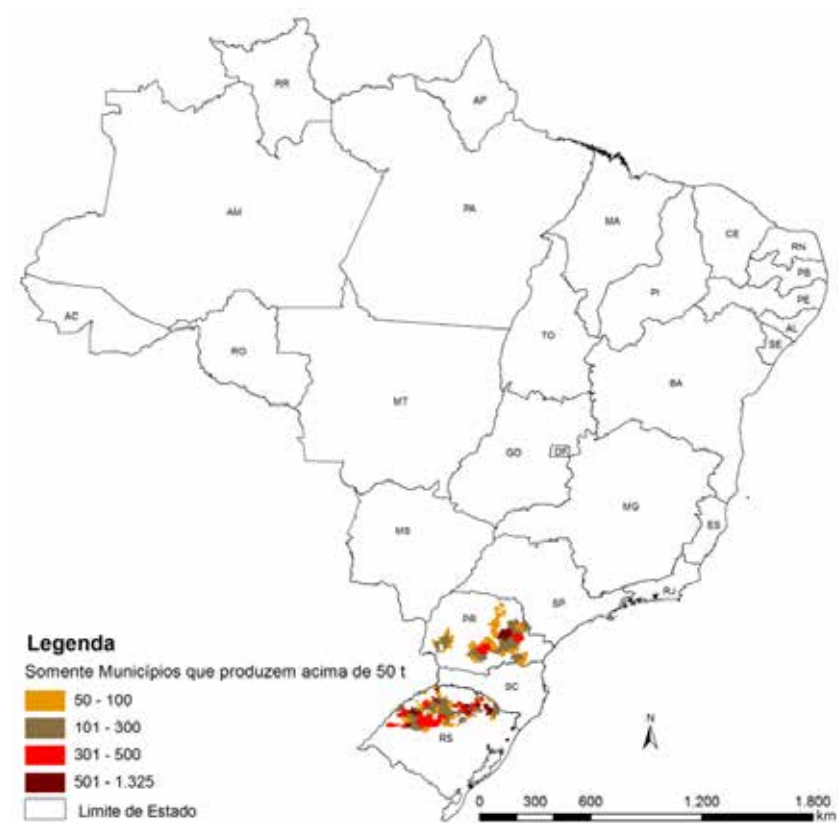 RR
AP
AM
PA
MA
CE
RN
PB
PE
AL
SE
PI
AC
RO
TO
BA
MT
GO
DF
MG
ES
MS
SP
RJ
PR
SC
RS
Legenda
Somente Municípios que produzem acima de 50 t
50 - 100
101 - 300
301 - 500
501 - 1.325
Limite de Estado
N
0 300 600 1.200 1.800
km